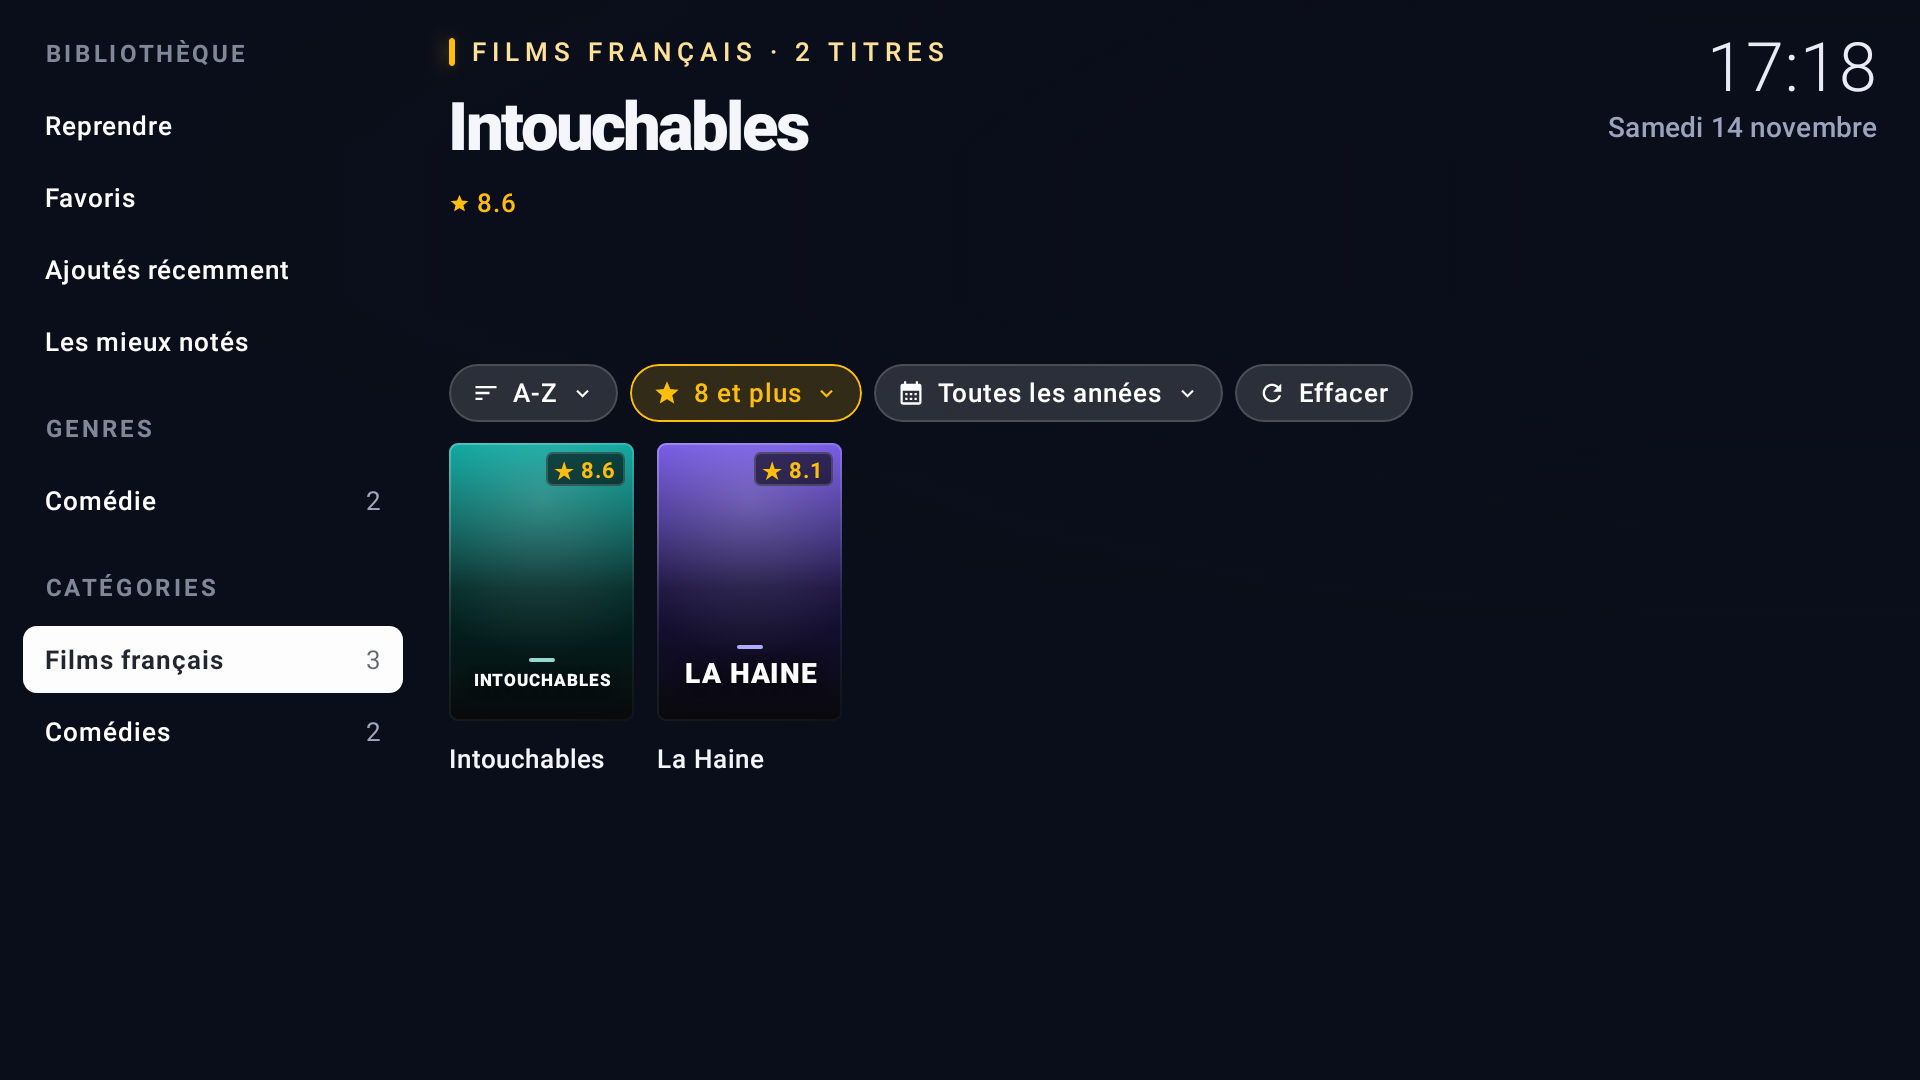 BIBLIOTHÈQUE
Reprendre
Favoris
Ajoutés récemment
Les mieux notés
GENRES
Comédie 2
CATÉGORIES
Films français 3
Comédies 2
FILMS FRANÇAIS · 2 TITRES
Intouchables
8.6
17:18
Samedi 14 novembre
A-Z
8 et plus
Toutes les années
Effacer
8.6
INTOUCHABLES
Intouchables
8.1
LA HAINE
La Haine